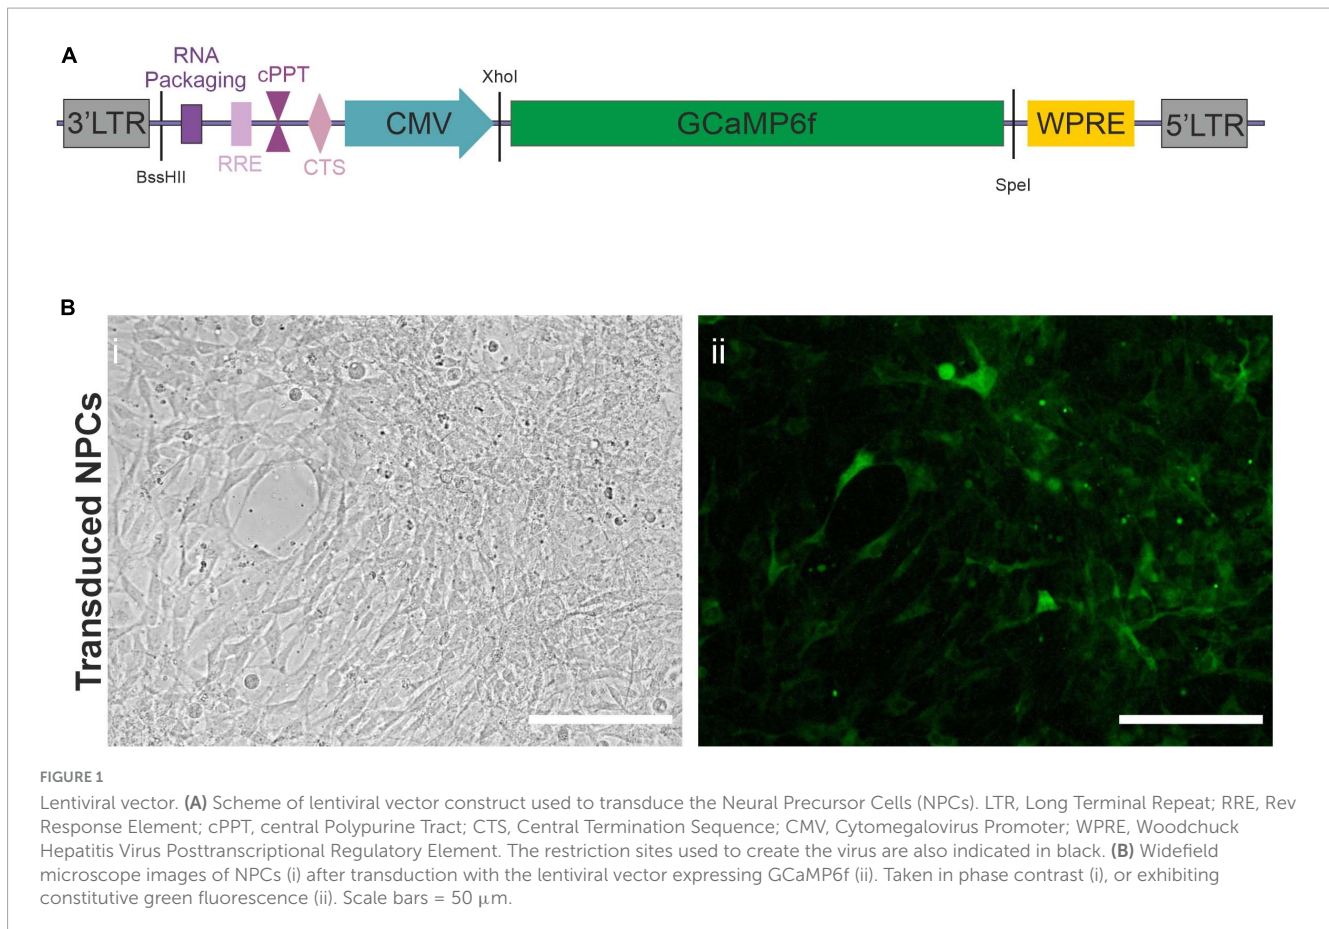 A
RNA
Packaging
cPPT
XhoI
3'LTR
CMV
GCaMP6f
WPRE
5'LTR
BssHII
RRE
CTS
SpeI
B
i
ii
Transduced NPCs
FIGURE 1
Lentiviral vector. (A) Scheme of lentiviral vector construct used to transduce the Neural Precursor Cells (NPCs). LTR, Long Terminal Repeat; RRE, Rev
Response Element; cPPT, central Polypurine Tract; CTS, Central Termination Sequence; CMV, Cytomegalovirus Promoter; WPRE, Woodchuck
Hepatitis Virus Posttranscriptional Regulatory Element. The restriction sites used to create the virus are also indicated in black. (B) Widefield
microscope images of NPCs (i) after transduction with the lentiviral vector expressing GCaMP6f (ii). Taken in phase contrast (i), or exhibiting
constitutive green fluorescence (ii). Scale bars = 50 μm.